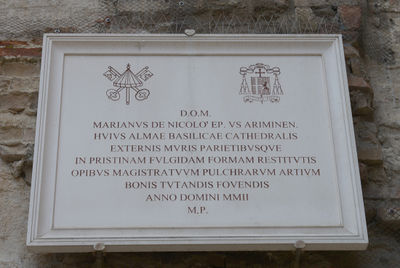 D.O.M.
MARIANVS DE NICOLO' EP. VS ARIMINEN.
HVIVS ALMAE BASILICAE CATHEDRALIS
EXTERNIS MVRIS PARIETIBVSQVE
IN PRISTINAM FVLGIDAM FORMAM RESTITVTIS
OPIBVS MAGISTRATVVM PULCHRARVM ARTIVM
BONIS TVTANDIS FOVENDIS
ANNO DOMINI MMII
M.P.